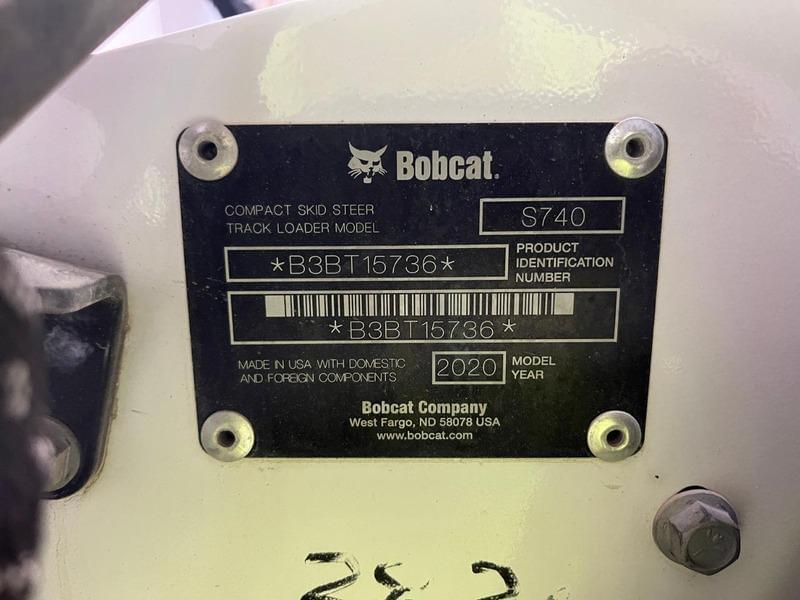 Bobcat.
COMPACT SKID STEER
TRACK LOADER MODEL
S740
*B3BT15736*
PRODUCT
IDENTIFICATION
NUMBER
*B3BT15736*
MADE IN USA WITH DOMESTIC
AND FOREIGN COMPONENTS
2020
MODEL
YEAR
Bobcat Company
West Fargo, ND 58078 USA
www.bobcat.com